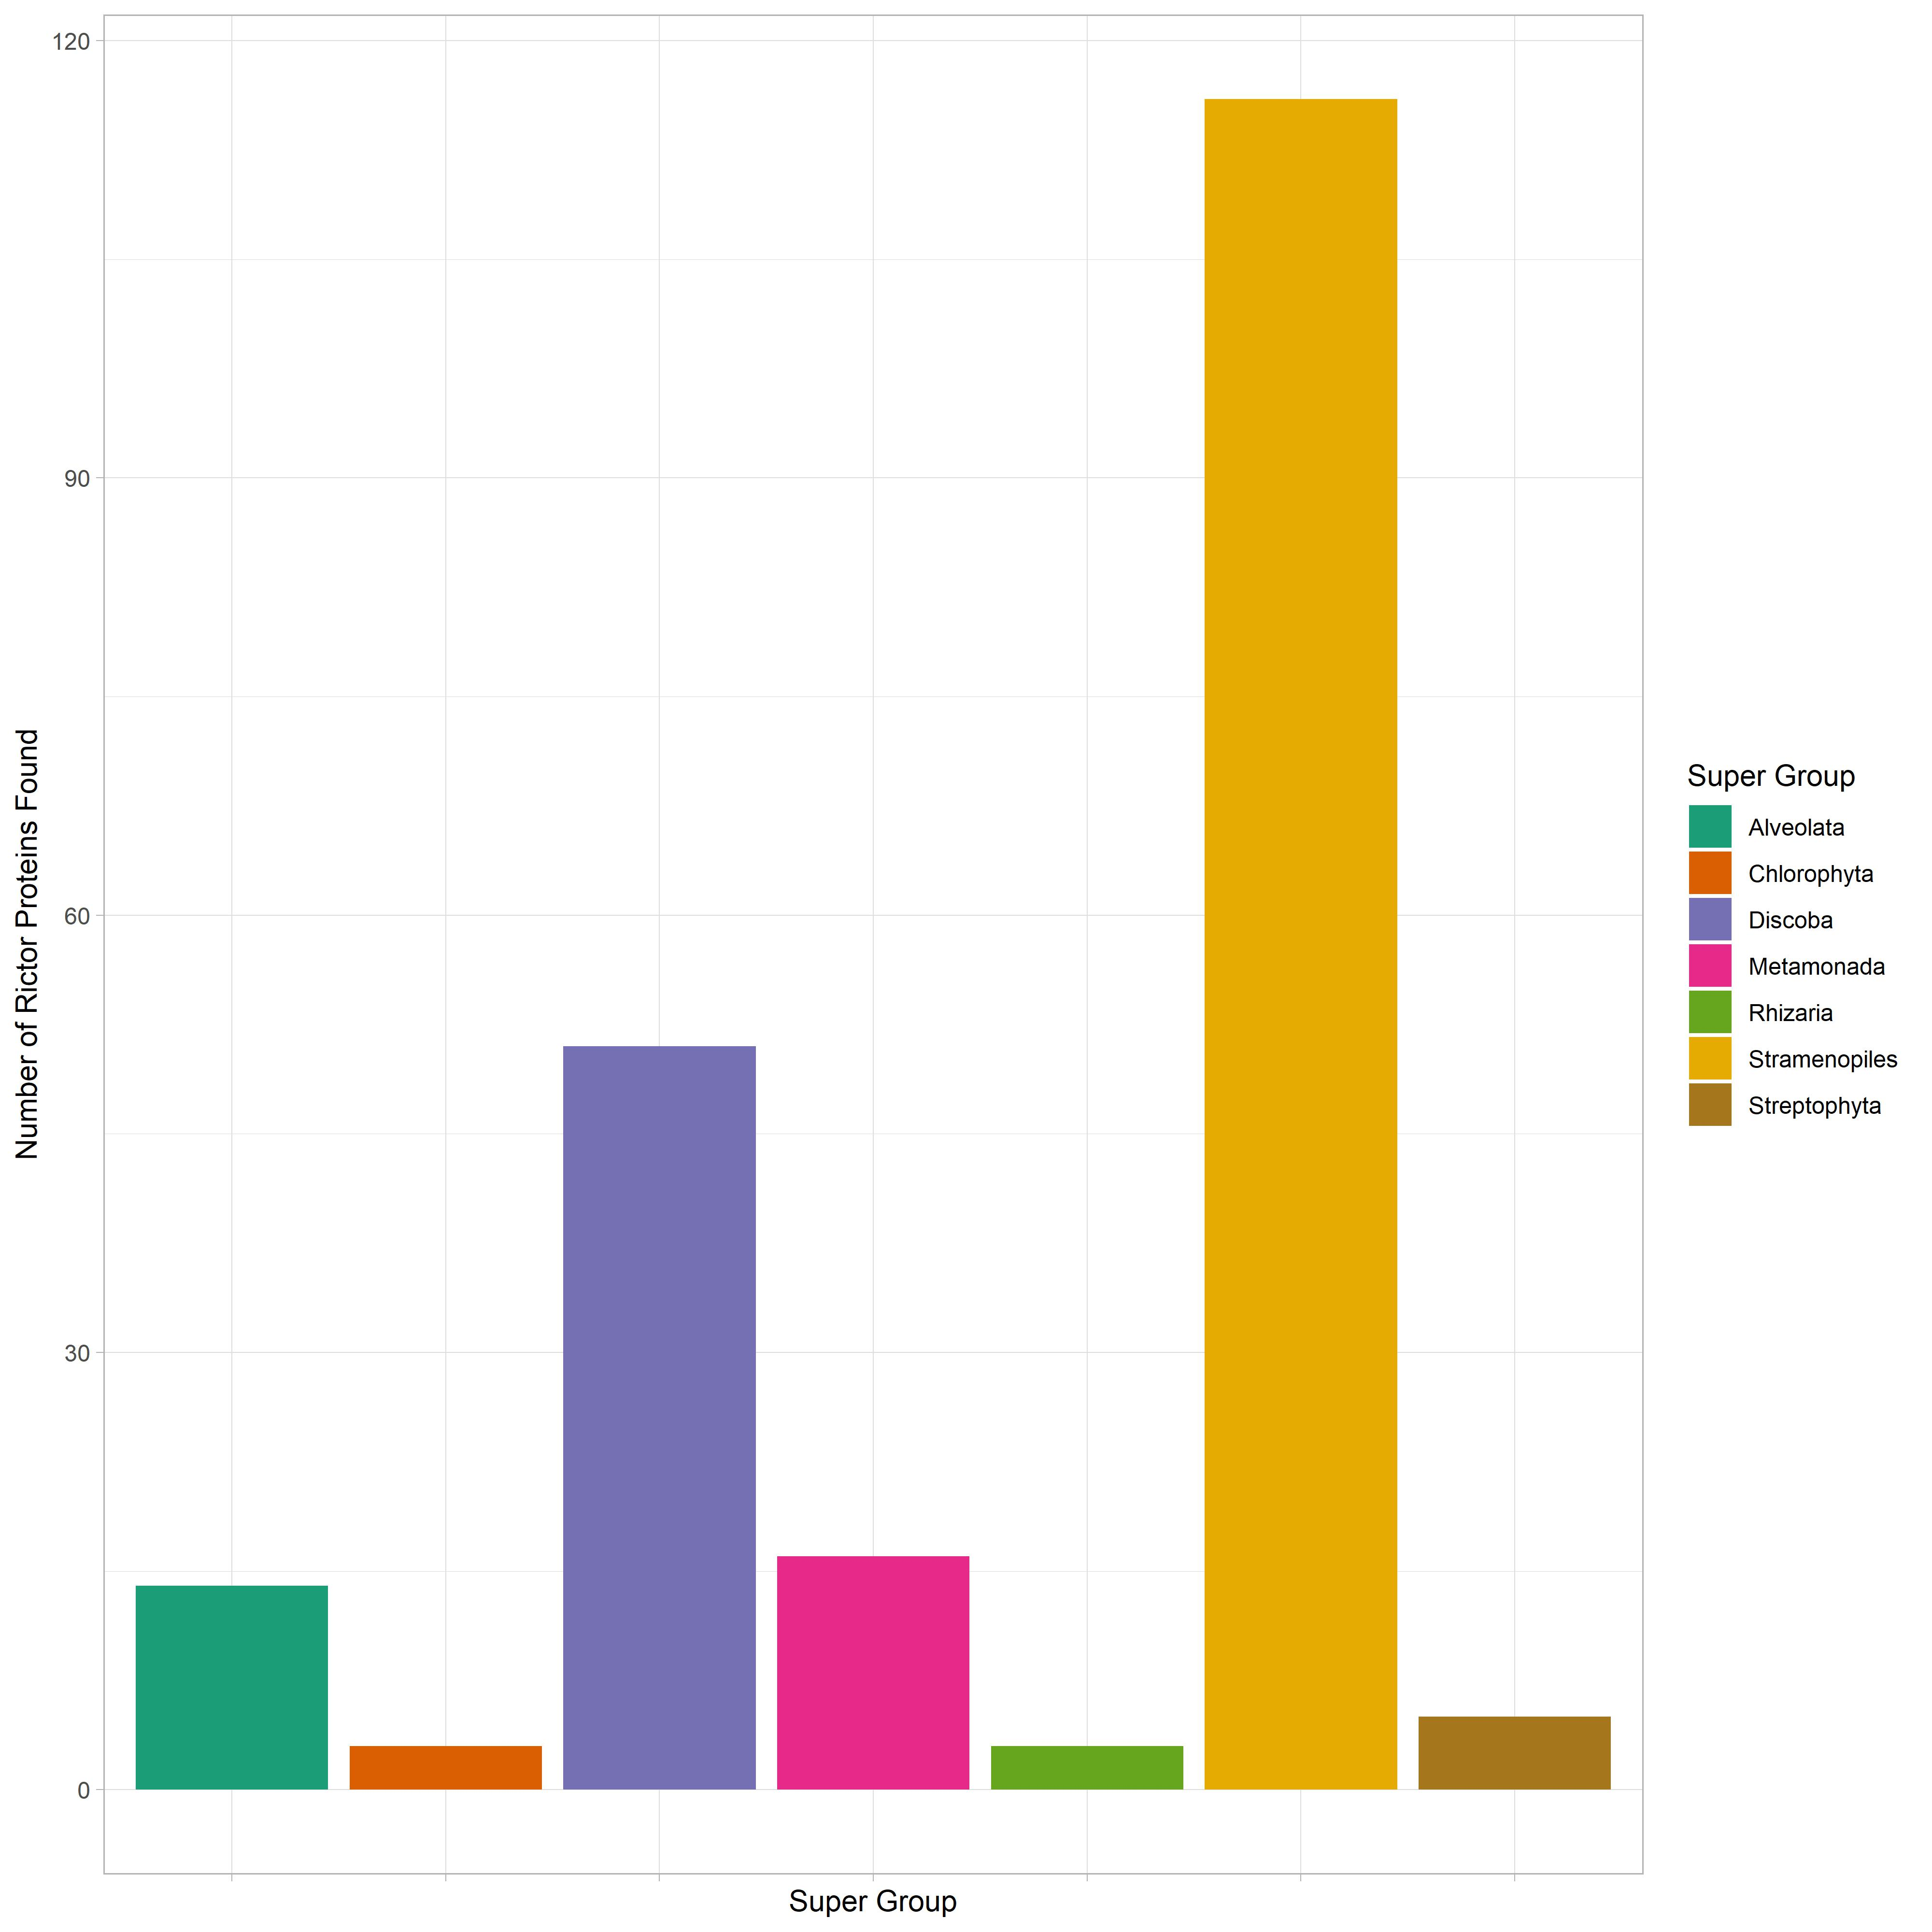 Number of Rictor Proteins Found
120
90
60
30
0
Super Group
Super Group
Alveolata
Chlorophyta
Discoba
Metamonada
Rhizaria
Stramenopiles
Streptophyta